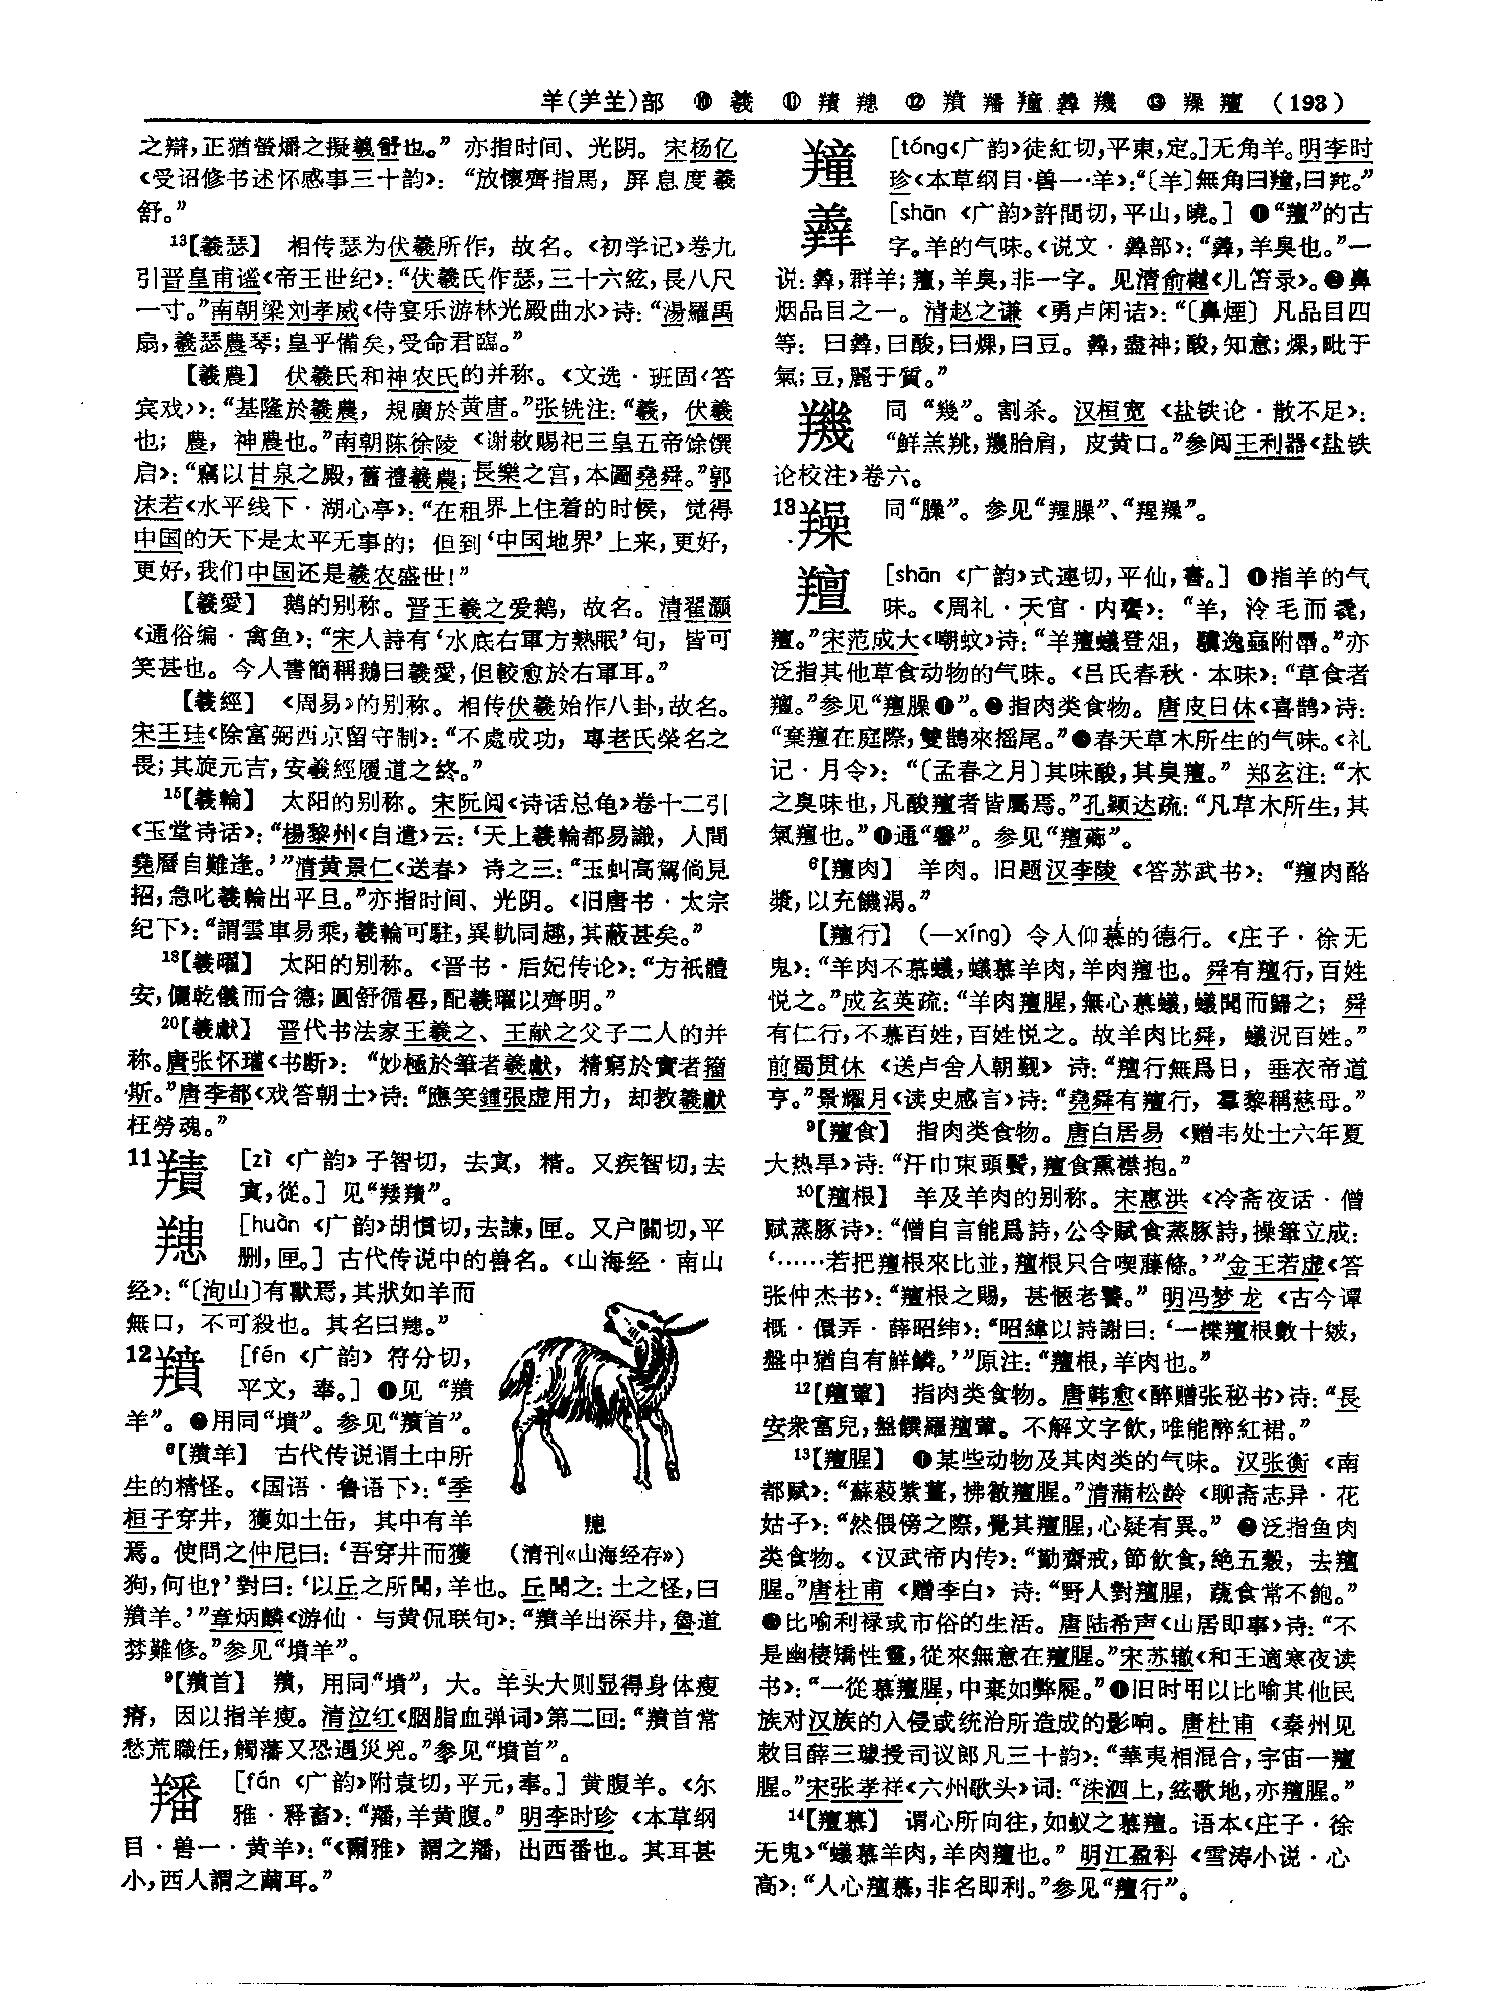 羊(⺶⺷)部 ⑩ 羲 ⑪ 羵 䍺 ⑫ 羵 羳 羵 羴 𦏴 ⑬ 羶 (193)
之辯,正猶螢爝之擬羲舒也。”亦指时间、光阴。宋杨亿
《受诏修书述怀感事三十韵》:“放懷齊指馬,屏息度羲
舒。”
¹³【羲瑟】 相传瑟为伏羲所作,故名。《初学记》卷九
引晋皇甫谧《帝王世纪》:“伏羲氏作瑟,三十六絃,長八尺
一寸。”南朝梁刘孝威《侍宴乐游林光殿曲水》诗:“湯羅禹
扇,羲瑟農琴;皇乎備矣,受命君臨。”
【羲農】 伏羲氏和神农氏的并称。《文选·班固〈答
宾戏〉》:“基隆於羲農,規廣於黃唐。”张铣注:“羲,伏羲
也;農,神農也。”南朝陈徐陵《谢敕赐祀三皇五帝馀馔
启》:“竊以甘泉之殿,舊禮羲農;長樂之宫,本圖堯舜。”郭
沫若《水平线下·湖心亭》:“在租界上住着的时候,觉得
中国的天下是太平无事的;但到‘中国地界’上来,更好,
更好,我们中国还是羲农盛世!”
【羲愛】 鹅的别称。晋王羲之爱鹅,故名。清翟灏
《通俗编·禽鱼》:“宋人詩有‘水底右軍方熟眠’句,皆可
笑甚也。今人書簡稱鵝曰羲愛,但較愈於右軍耳。”
【羲經】 《周易》的别称。相传伏羲始作八卦,故名。
宋王珪《除富弼西京留守制》:“不處成功,專老氏榮名之
畏;其旋元吉,安羲經履道之終。”
¹⁵【羲輪】 太阳的别称。宋阮阅《诗话总龟》卷十二引
《玉堂诗话》:“楊黎州《自遣》云:‘天上羲輪都易識,人間
堯曆自難逢。’”清黄景仁《送春》诗之三:“玉虯高駕倘見
招,急叱羲輪出平旦。”亦指时间、光阴。《旧唐书·太宗
纪下》:“謂雲車易乘,羲輪可駐,異軌同趨,其蔽甚矣。”
¹⁸【羲曜】 太阳的别称。《晋书·后妃传论》:“方祇體
安,儷乾儀而合德;圓舒循晷,配羲曜以齊明。”
²⁰【羲獻】 晋代书法家王羲之、王献之父子二人的并
称。唐张怀瓘《书断》:“妙極於筆者羲獻,精窮於實者籀
斯。”唐李都《戏答朝士》诗:“應笑鍾張虛用力,却教羲獻
枉勞魂。”
11 [zì《广韵》子智切,去寘,精。又疾智切,去
寘,從。]见“羠”。
䍺 [huàn《广韵》胡慣切,去諫,匣。又户關切,平
删,匣。]古代传说中的兽名。《山海经·南山
经》:“〔洵山〕有獸焉,其狀如羊而
無口,不可殺也。其名曰䍺。”
12 羵 [fén《广韵》符分切,
平文,奉。]❶见“羵
羊”。❷用同“墳”。参见“羵首”。
⁶【羵羊】 古代传说谓土中所
生的精怪。《国语·鲁语下》:“季
桓子穿井,獲如土缶,其中有羊
焉。使問之仲尼曰:‘吾穿井而獲
狗,何也?’對曰:‘以丘之所聞,羊也。丘聞之:土之怪,曰
羵羊。’”章炳麟《游仙·与黄侃联句》:“羵羊出深井,魯道
棼難修。”参见“墳羊”。
⁹【羵首】 羵,用同“墳”,大。羊头大则显得身体瘦
瘠,因以指羊瘦。清泣红《胭脂血弹词》第二回:“羵首常
愁荒職任,觸藩又恐遇災兇。”参见“墳首”。
羳 [fán《广韵》附袁切,平元,奉。]黄腹羊。《尔
雅·释畜》:“羳,羊黄腹。”明李时珍《本草纲
目·兽一·黄羊》:“《爾雅》謂之羳,出西番也。其耳甚
小,西人謂之繭耳。”
䍺
(清刊《山海经存》)
[tóng《广韵》徒紅切,平東,定。]无角羊。明李时
珍《本草纲目·兽一·羊》:“〔羊〕無角曰,曰羖。”
羴 [shān《广韵》許間切,平山,曉。]❶“羶”的古
字。羊的气味。《说文·羴部》:“羴,羊臭也。”一
说:羴,群羊;羶,羊臭,非一字。见清俞樾《儿笘录》。❷鼻
烟品目之一。清赵之谦《勇卢闲诘》:“〔鼻煙〕凡品目四
等:曰羴,曰酸,曰煤,曰豆。羴,盡神;酸,知意;煤,毗于
氣;豆,麗于質。”
同“幾”。割杀。汉桓宽《盐铁论·散不足》:
“鮮羔䍮,胎肩,皮黄口。”参阅王利器《盐铁
论校注》卷六。
13 同“臊”。参见“羥臊”、“羥”。
羶 [shān《广韵》式連切,平仙,書。]❶指羊的气
味。《周礼·天官·内饔》:“羊,泠毛而毳,
羶。”宋范成大《嘲蚊》诗:“羊羶蟻登俎,驥逸蝱附鬊。”亦
泛指其他草食动物的气味。《吕氏春秋·本味》:“草食者
羶。”参见“羶臊❶”。❷指肉类食物。唐皮日休《喜鹊》诗:
“棄羶在庭際,雙鵲來摇尾。”❸春天草木所生的气味。《礼
记·月令》:“〔孟春之月〕其味酸,其臭羶。”郑玄注:“木
之臭味也,凡酸羶者皆屬焉。”孔颖达疏:“凡草木所生,其
氣羶也。”❹通“馨”。参见“羶薌”。
⁶【羶肉】 羊肉。旧题汉李陵《答苏武书》:“羶肉酪
漿,以充饑渴。”
【羶行】 (—xíng)令人仰慕的德行。《庄子·徐无
鬼》:“羊肉不慕蟻,蟻慕羊肉,羊肉羶也。舜有羶行,百姓
悦之。”成玄英疏:“羊肉羶腥,無心慕蟻,蟻聞而歸之;舜
有仁行,不慕百姓,百姓悦之。故羊肉比舜,蟻況百姓。”
前蜀贯休《送卢舍人朝觐》诗:“羶行無爲日,垂衣帝道
亨。”景耀月《读史感言》诗:“堯舜有羶行,羣黎稱慈母。”
⁹【羶食】 指肉类食物。唐白居易《赠韦处士六年夏
大热旱》诗:“汗巾束頭鬢,羶食熏襟抱。”
¹⁰【羶根】 羊及羊肉的别称。宋惠洪《冷斋夜话·僧
赋蒸豚诗》:“僧自言能爲詩,公令賦食蒸豚詩,操筆立成:
‘……若把羶根來比並,羶根只合喫藤條。’”金王若虚《答
张仲杰书》:“羶根之賜,甚愜老饕。”明冯梦龙《古今谭
概·儇弄·薛昭纬》:“昭緯以詩謝曰:‘一楪羶根數十皴,
盤中猶自有鮮鱗。’”原注:“羶根,羊肉也。”
¹²【羶葷】 指肉类食物。唐韩愈《醉赠张秘书》诗:“長
安衆富兒,盤饌羅羶葷。不解文字飲,唯能醉紅裙。”
¹³【羶腥】 ❶某些动物及其肉类的气味。汉张衡《南
都赋》:“蘇蔱紫薑,拂徹羶腥。”清蒲松龄《聊斋志异·花
姑子》:“然偎傍之際,覺其羶腥,心疑有異。”❷泛指鱼肉
类食物。《汉武帝内传》:“勤齋戒,節飲食,绝五穀,去羶
腥。”唐杜甫《赠李白》诗:“野人對羶腥,蔬食常不飽。”
❸比喻利禄或市俗的生活。唐陆希声《山居即事》诗:“不
是幽棲矯性靈,從來無意在羶腥。”宋苏辙《和王適寒夜读
书》:“一從慕羶腥,中棄如弊屣。”❹旧时用以比喻其他民
族对汉族的入侵或统治所造成的影响。唐杜甫《秦州见
敕目薛三璩授司议郎凡三十韵》:“華夷相混合,宇宙一羶
腥。”宋张孝祥《六州歌头》词:“洙泗上,絃歌地,亦羶腥。”
¹⁴【羶慕】 谓心所向往,如蚁之慕羶。语本《庄子·徐
无鬼》“蟻慕羊肉,羊肉羶也。”明江盈科《雪涛小说·心
高》:“人心羶慕,非名即利。”参见“羶行”。